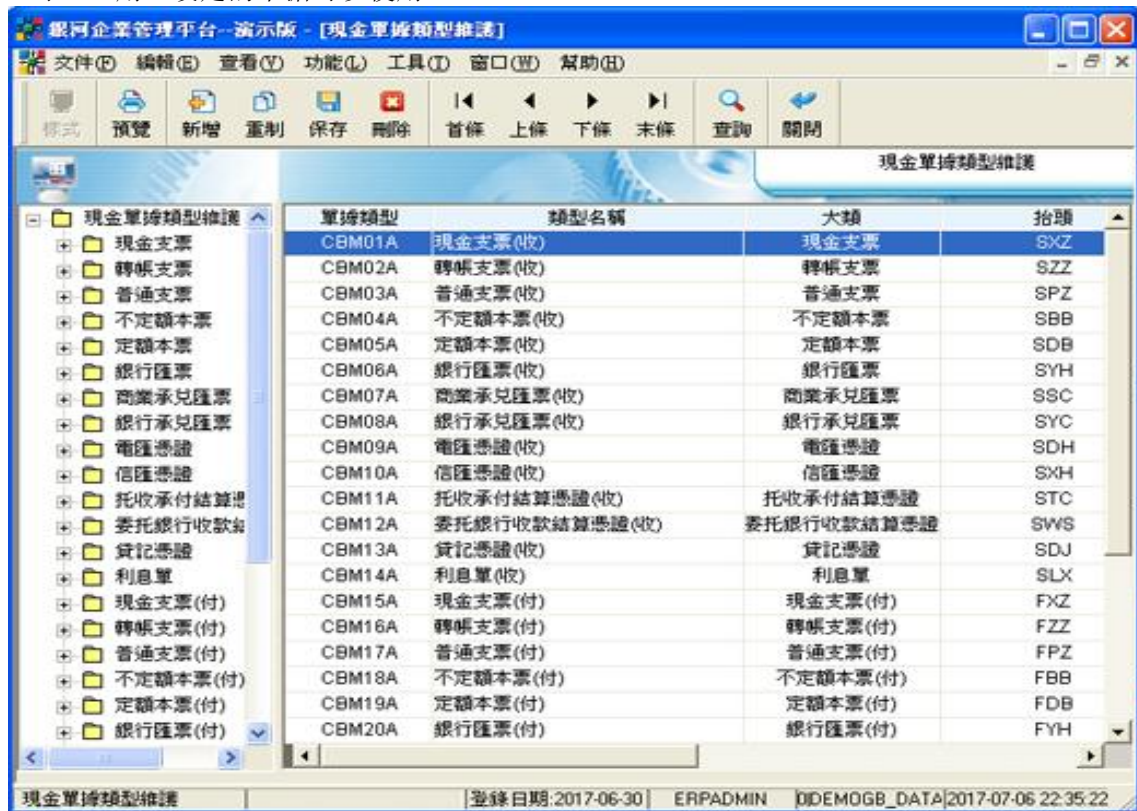 銀河企業管理平台--演示版 - [現金單據類型維護]
文件(F) 編輯(E) 查看(V) 功能(L) 工具(T) 窗口(W) 幫助(H)
樣式 預覽 新增 重制 保存 刪除 首條 上條 下條 末條 查詢 關閉
現金單據類型維護
現金單據類型維護
現金支票
轉帳支票
普通支票
不定額本票
定額本票
銀行匯票
商業承兌匯票
銀行承兌匯票
電匯憑證
信匯憑證
托收承付結算憑
委托銀行收款結
貸記憑證
利息單
現金支票(付)
轉帳支票(付)
普通支票(付)
不定額本票(付)
定額本票(付)
銀行匯票(付)
單據類型 類型名稱 大類 抬頭
CBM01A 現金支票(收) 現金支票 SXZ
CBM02A 轉帳支票(收) 轉帳支票 SZZ
CBM03A 普通支票(收) 普通支票 SPZ
CBM04A 不定額本票(收) 不定額本票 SBB
CBM05A 定額本票(收) 定額本票 SDB
CBM06A 銀行匯票(收) 銀行匯票 SYH
CBM07A 商業承兌匯票(收) 商業承兌匯票 SSC
CBM08A 銀行承兌匯票(收) 銀行承兌匯票 SYC
CBM09A 電匯憑證(收) 電匯憑證 SDH
CBM10A 信匯憑證(收) 信匯憑證 SXH
CBM11A 托收承付結算憑證(收) 托收承付結算憑證 STC
CBM12A 委托銀行收款結算憑證(收) 委托銀行收款結算憑證 SWS
CBM13A 貸記憑證(收) 貸記憑證 SDJ
CBM14A 利息單(收) 利息單 SLX
CBM15A 現金支票(付) 現金支票(付) FXZ
CBM16A 轉帳支票(付) 轉帳支票(付) FZZ
CBM17A 普通支票(付) 普通支票(付) FPZ
CBM18A 不定額本票(付) 不定額本票(付) FBB
CBM19A 定額本票(付) 定額本票(付) FDB
CBM20A 銀行匯票(付) 銀行匯票(付) FYH
現金單據類型維護 登錄日期:2017-06-30 ERPADMIN DEMOGB_DATA 2017-07-06 22:35:22